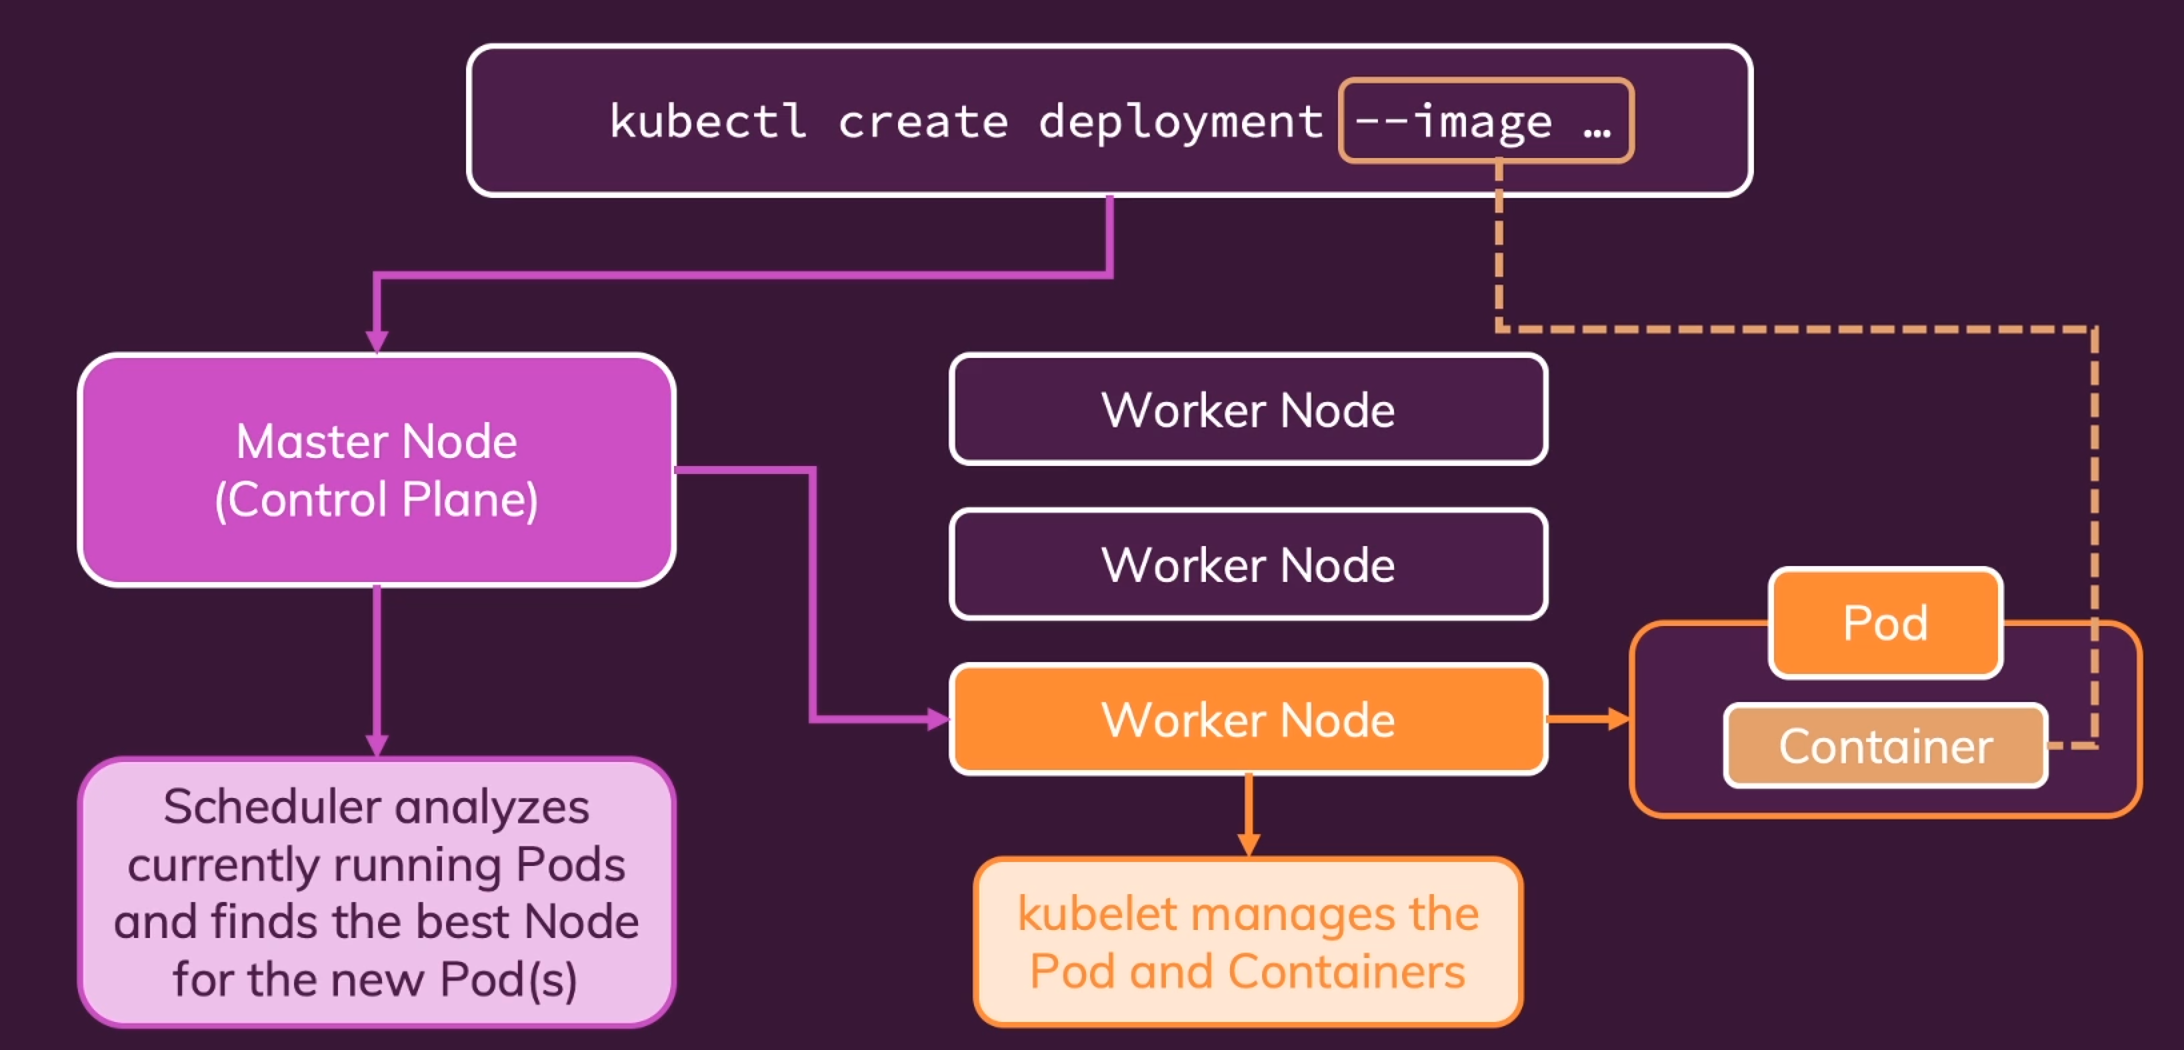 kubectl create deployment --image …
Master Node
(Control Plane)
Worker Node
Worker Node
Worker Node
Pod
Container
Scheduler analyzes
currently running Pods
and finds the best Node
for the new Pod(s)
kubelet manages the
Pod and Containers